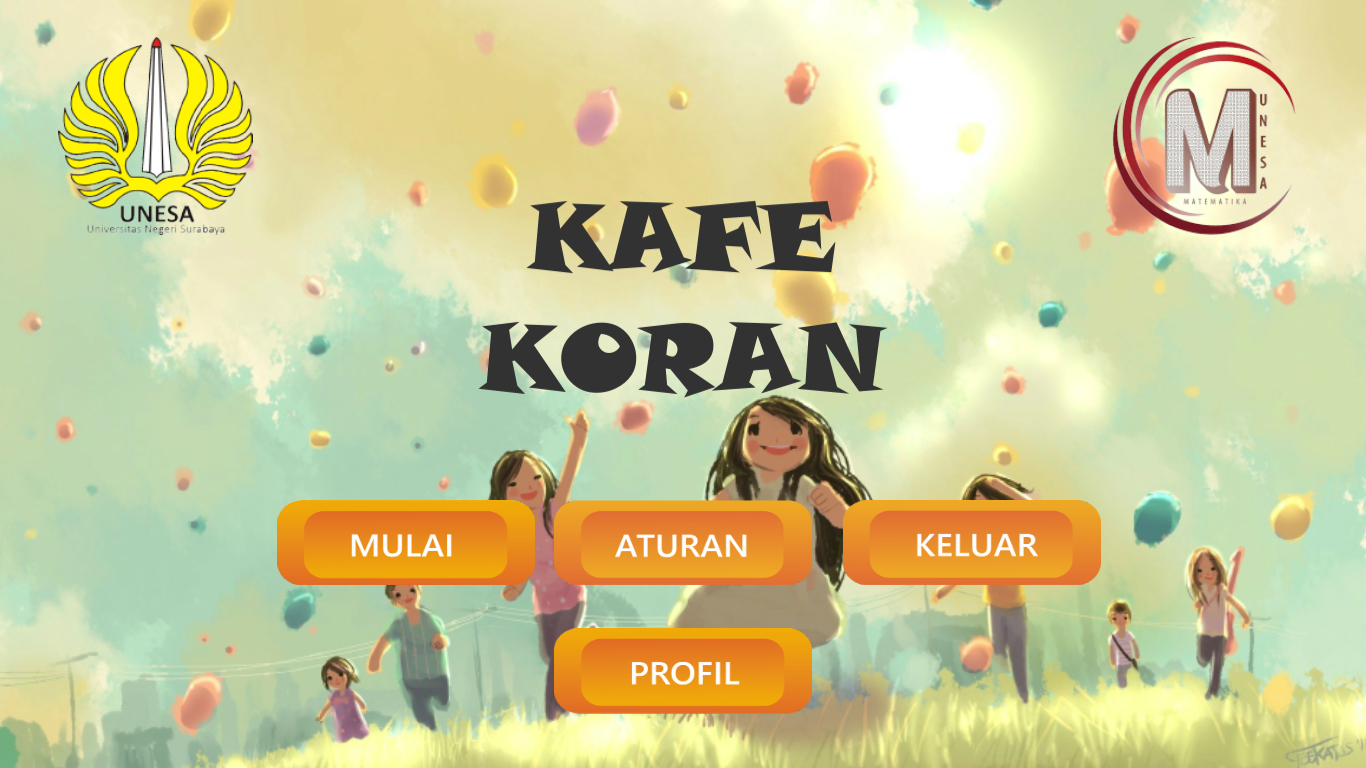 UNESA
Universitas Negeri Surabaya
M
UNESA
MATEMATIKA
KAFE
KORAN
MULAI
ATURAN
KELUAR
PROFIL